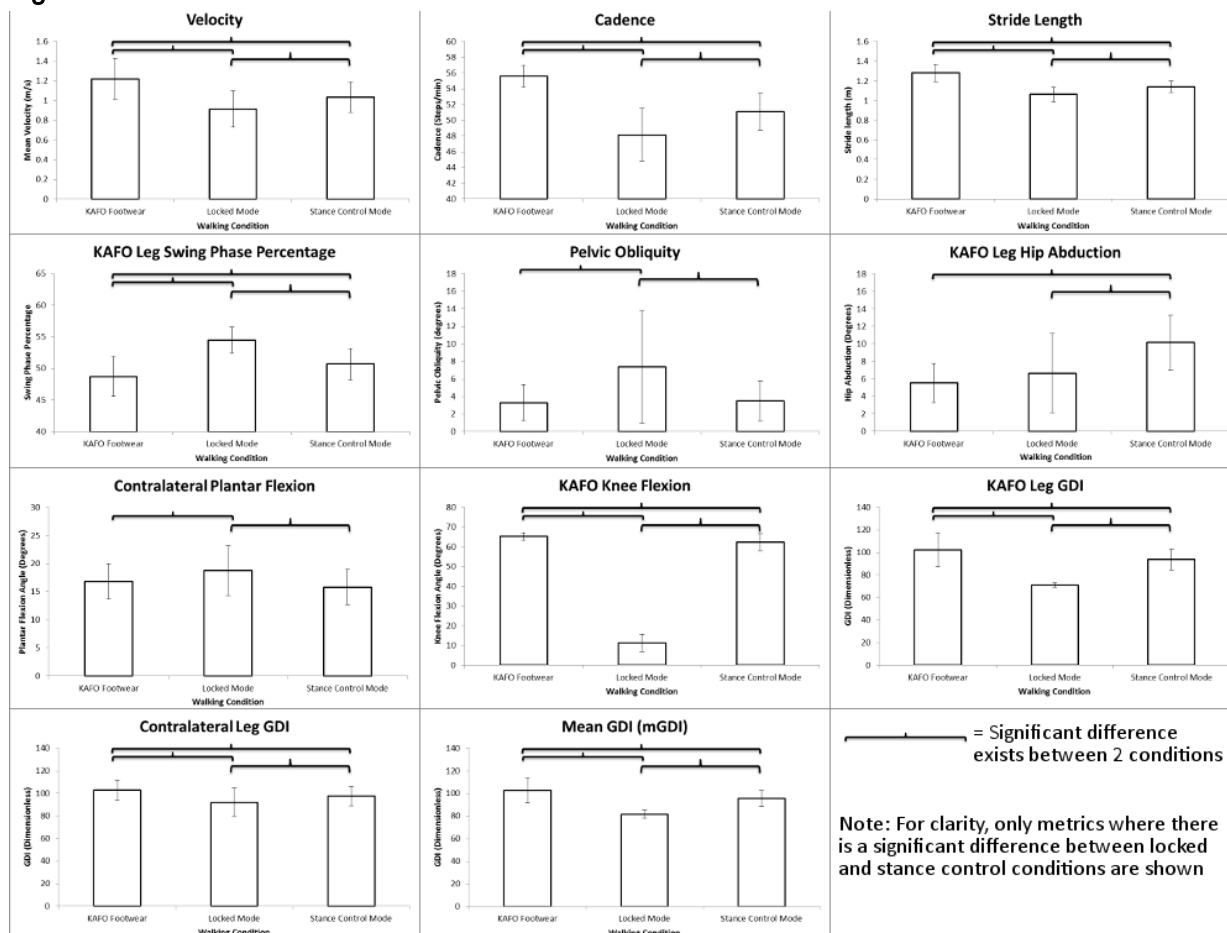 Velocity
1.6
1.4
1.2
1
0.8
0.6
0.4
0.2
0
Mean Velocity (m/s)
KAFO Footwear Locked Mode Stance Control Mode
Walking Condition
Cadence
60
58
56
54
52
50
48
46
44
42
40
Cadence (Steps/min)
KAFO Footwear Locked Mode Stance Control Mode
Walking Condition
Stride Length
1.6
1.4
1.2
1
0.8
0.6
0.4
0.2
0
Stride length (m)
KAFO Footwear Locked Mode Stance Control Mode
Walking Condition
KAFO Leg Swing Phase Percentage
65
60
55
50
45
40
Swing Phase Percentage
KAFO Footwear Locked Mode Stance Control Mode
Walking Condition
Pelvic Obliquity
18
16
14
12
10
8
6
4
2
0
Pelvic Obliquity (degrees)
KAFO Footwear Locked Mode Stance Control Mode
Walking Condition
KAFO Leg Hip Abduction
18
16
14
12
10
8
6
4
2
0
Hip Abduction (Degrees)
KAFO Footwear Locked Mode Stance Control Mode
Walking Condition
Contralateral Plantar Flexion
30
25
20
15
10
5
0
Plantar Flexion Angle (Degrees)
KAFO Footwear Locked Mode Stance Control Mode
Walking Condition
KAFO Knee Flexion
80
70
60
50
40
30
20
10
0
Knee Flexion Angle (Degrees)
KAFO Footwear Locked Mode Stance Control Mode
Walking Condition
KAFO Leg GDI
140
120
100
80
60
40
20
0
GDI (Dimensionless)
KAFO Footwear Locked Mode Stance Control Mode
Walking Condition
Contralateral Leg GDI
140
120
100
80
60
40
20
0
GDI (Dimensionless)
KAFO Footwear Locked Mode Stance Control Mode
Walking Condition
Mean GDI (mGDI)
140
120
100
80
60
40
20
0
GDI (Dimensionless)
KAFO Footwear Locked Mode Stance Control Mode
Walking Condition
= Significant difference
exists between 2 conditions
Note: For clarity, only metrics where there
is a significant difference between locked
and stance control conditions are shown